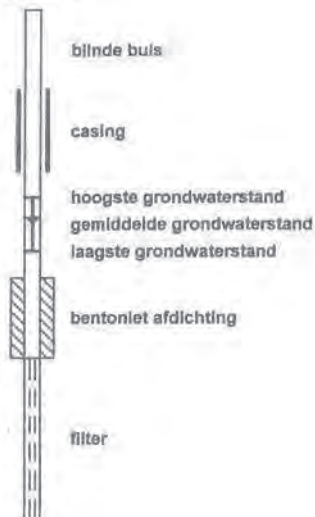 blinde buis
casing
hoogste grondwaterstand
gemiddelde grondwaterstand
laagste grondwaterstand
bentoniet afdichting
filter